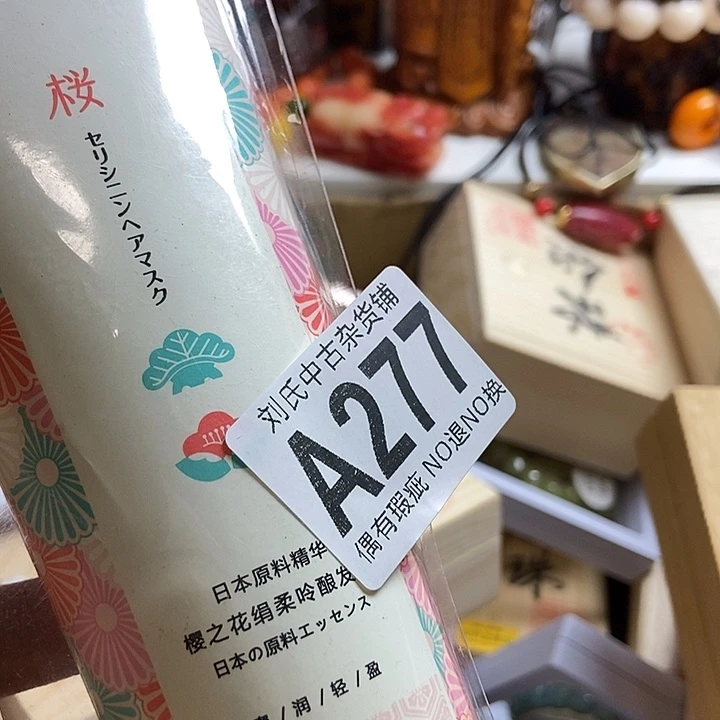 桜
セリシニンヘアマスク
刘氏中古杂货铺
A277
偶有瑕疵 NO退NO换
日本原料精华
樱之花绢柔呤酿发
日本の原料エッセンス
/ 润 / 轻 / 盈